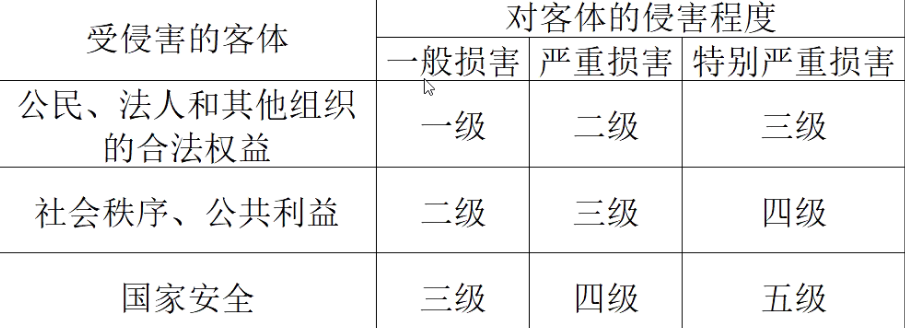 受侵害的客体
对客体的侵害程度
一般损害 严重损害 特别严重损害
公民、法人和其他组织
的合法权益
一级 二级 三级
社会秩序、公共利益 二级 三级 四级
国家安全 三级 四级 五级